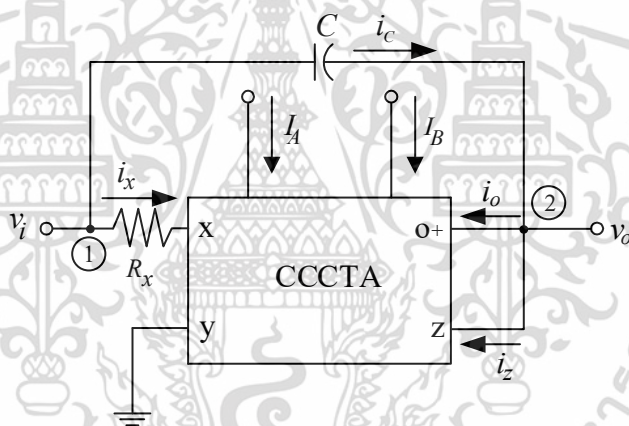 C
i_C
I_A
I_B
i_x
i_o
v_i
1
R_x
x
y
CCCTA
o+
z
2
v_o
i_z